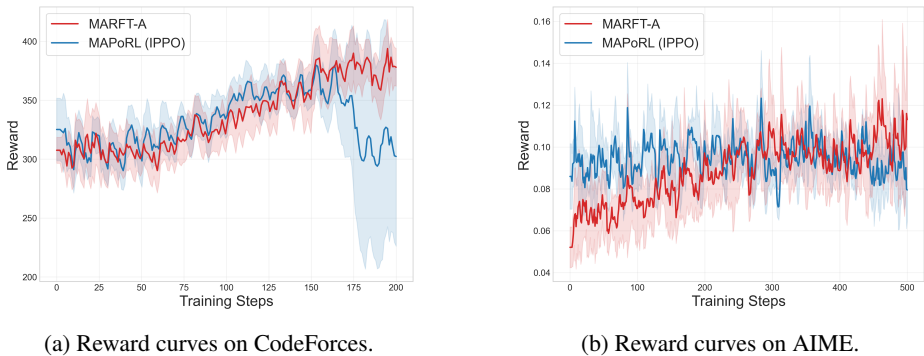 MARFT-A
MAPoRL (IPPO)
400
350
300
250
200
Reward
0
25
50
75
100
125
150
175
200
Training Steps
(a) Reward curves on CodeForces.
MARFT-A
MAPoRL (IPPO)
0.16
0.14
0.12
0.10
0.08
0.06
0.04
Reward
0
100
200
300
400
500
Training Steps
(b) Reward curves on AIME.